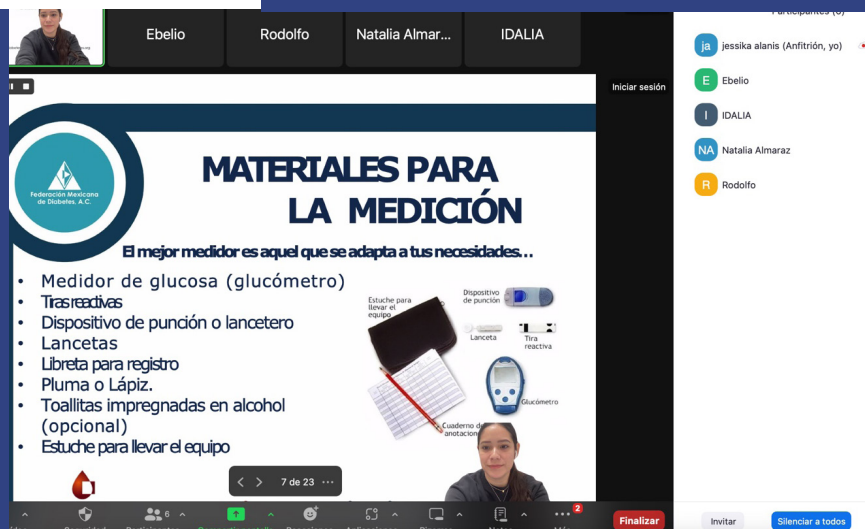 Ebelio
Rodolfo
Natalia Almar...
IDALIA
Iniciar sesión
Federación Mexicana
de Diabetes, A.C.
MATERIALES PARA
LA MEDICIÓN
El mejor medidor es aquel que se adapta a tus necesidades...
• Medidor de glucosa (glucómetro)
• Tiras reactivas
• Dispositivo de punción o lancetero
• Lancetas
• Libreta para registro
• Pluma o Lápiz.
• Toallitas impregnadas en alcohol
(opcional)
• Estuche para llevar el equipo
Estuche para
llevar el
equipo
Dispositivo
de punción
Lanceta
Tira
reactiva
Glucómetro
Cuaderno de
anotacion
7 de 23
6
2
Finalizar
ja
jessika alanis (Anfitrión, yo)
E
Ebelio
I
IDALIA
NA
Natalia Almaraz
R
Rodolfo
Invitar
Silenciar a todos